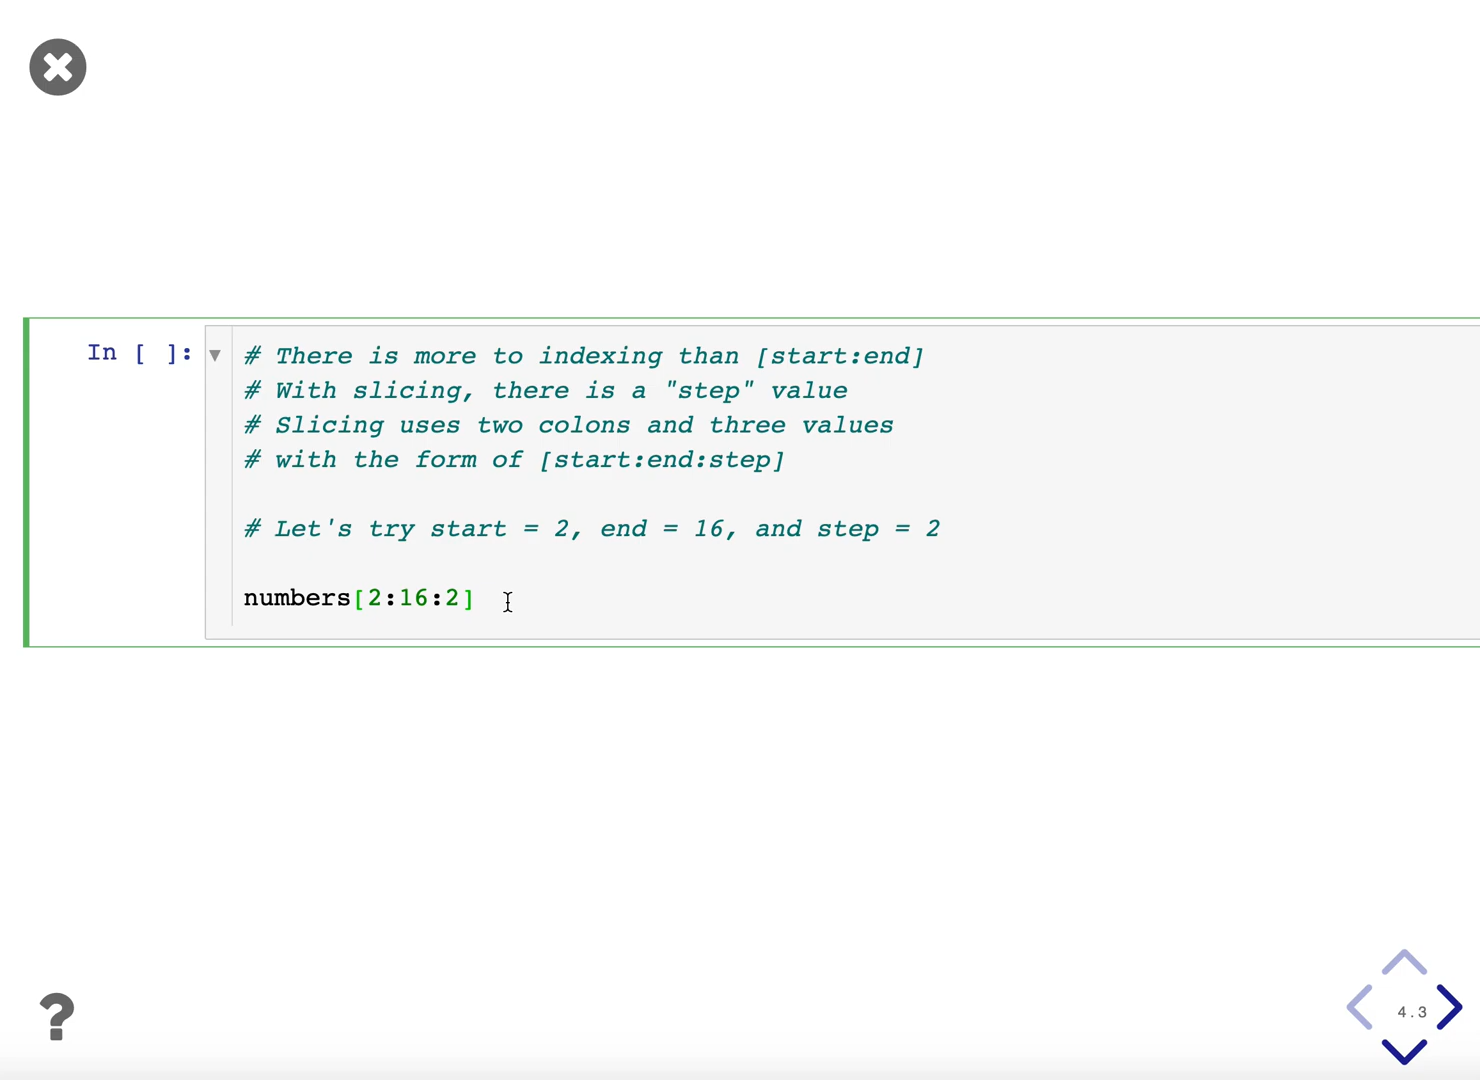 In [ ]:
# There is more to indexing than [start:end]
# With slicing, there is a "step" value
# Slicing uses two colons and three values
# with the form of [start:end:step]
# Let's try start = 2, end = 16, and step = 2
numbers[2:16:2]
?
4.3